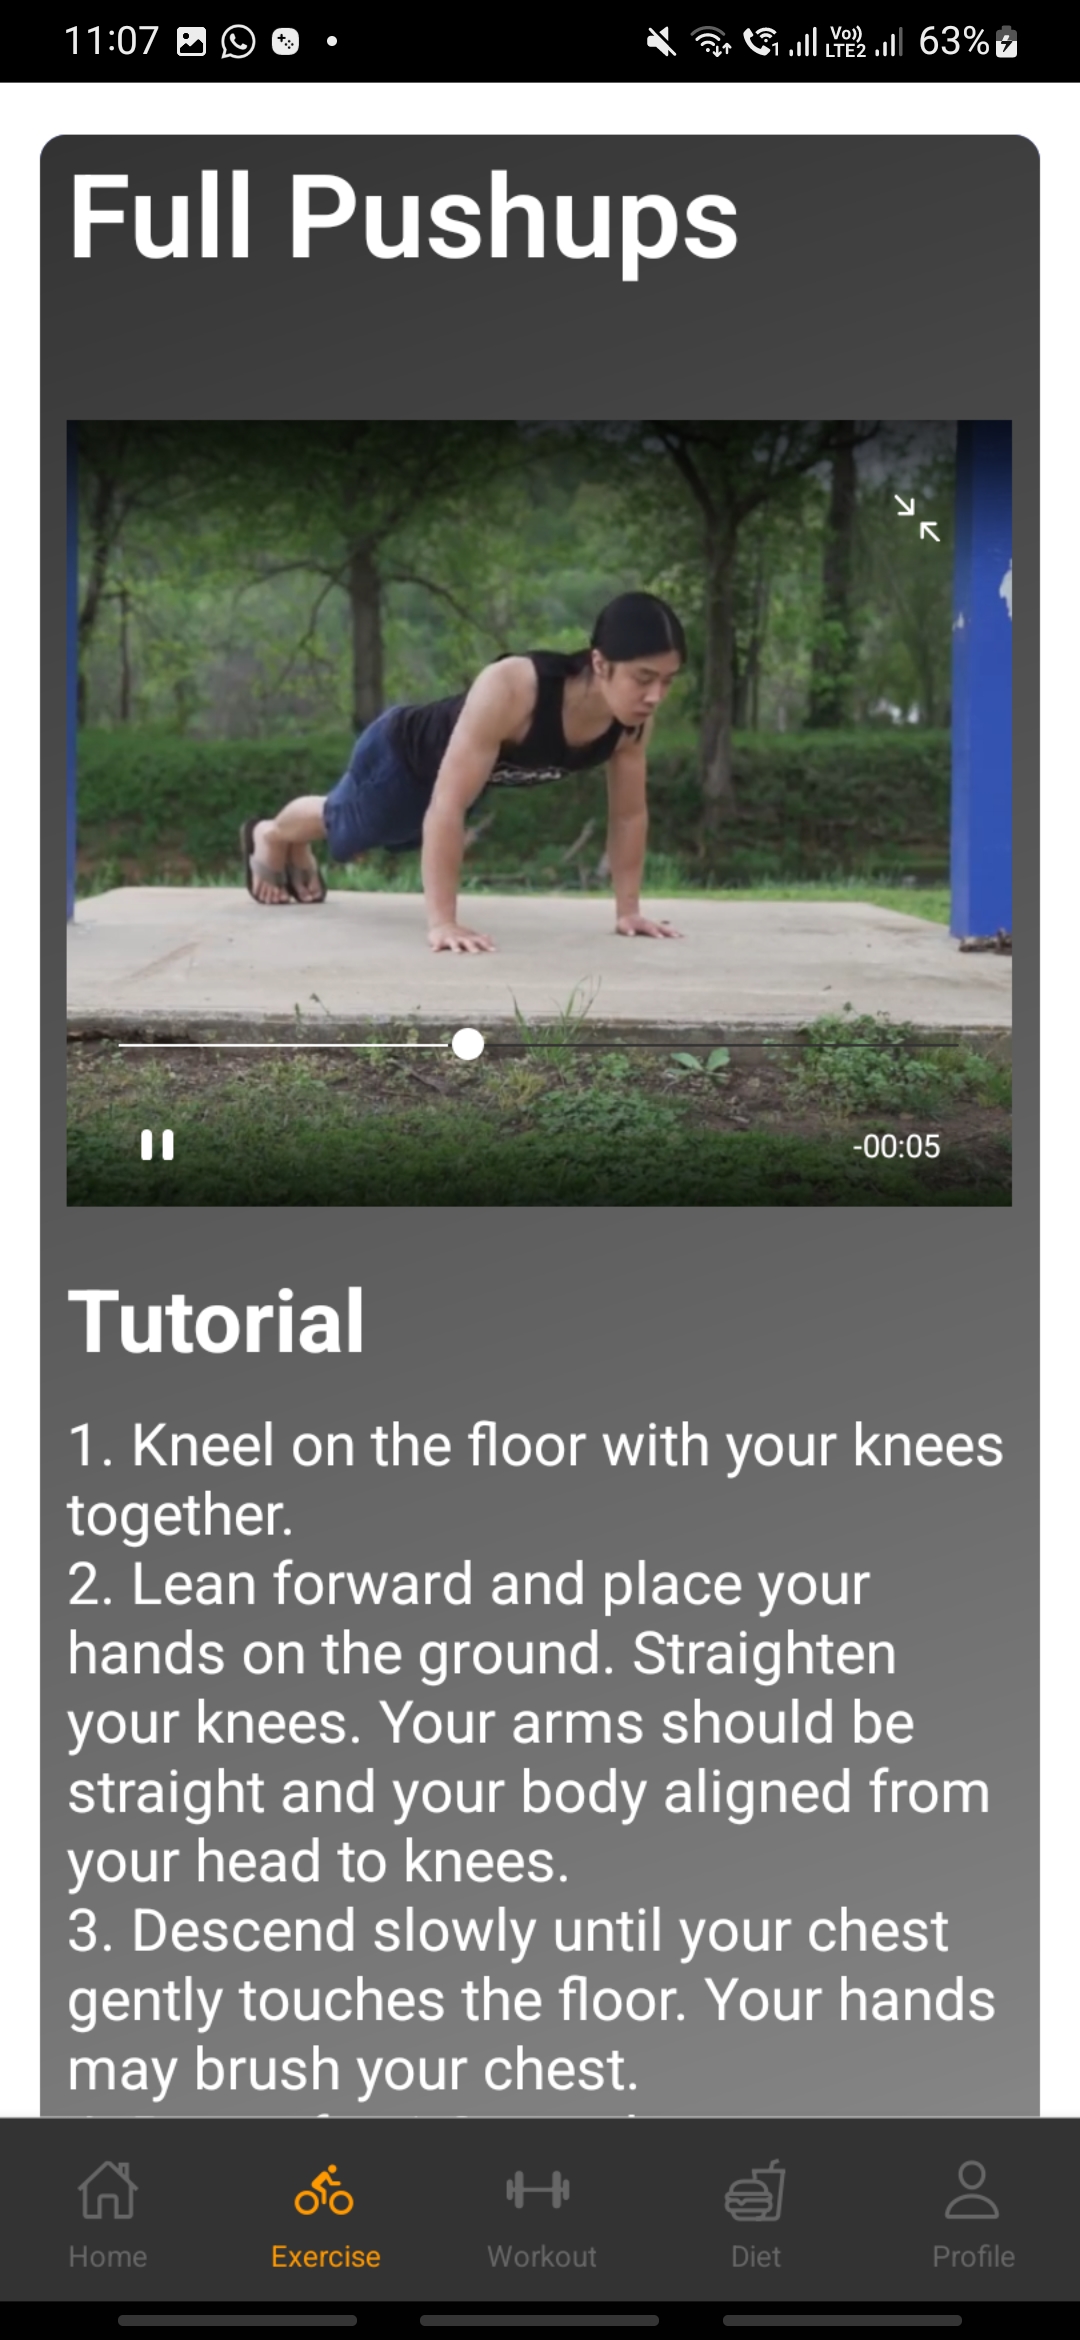 11:07
Vo)) LTE2 63%
Full Pushups
-00:05
Tutorial
1. Kneel on the floor with your knees
together.
2. Lean forward and place your
hands on the ground. Straighten
your knees. Your arms should be
straight and your body aligned from
your head to knees.
3. Descend slowly until your chest
gently touches the floor. Your hands
may brush your chest.
Home Exercise Workout Diet Profile